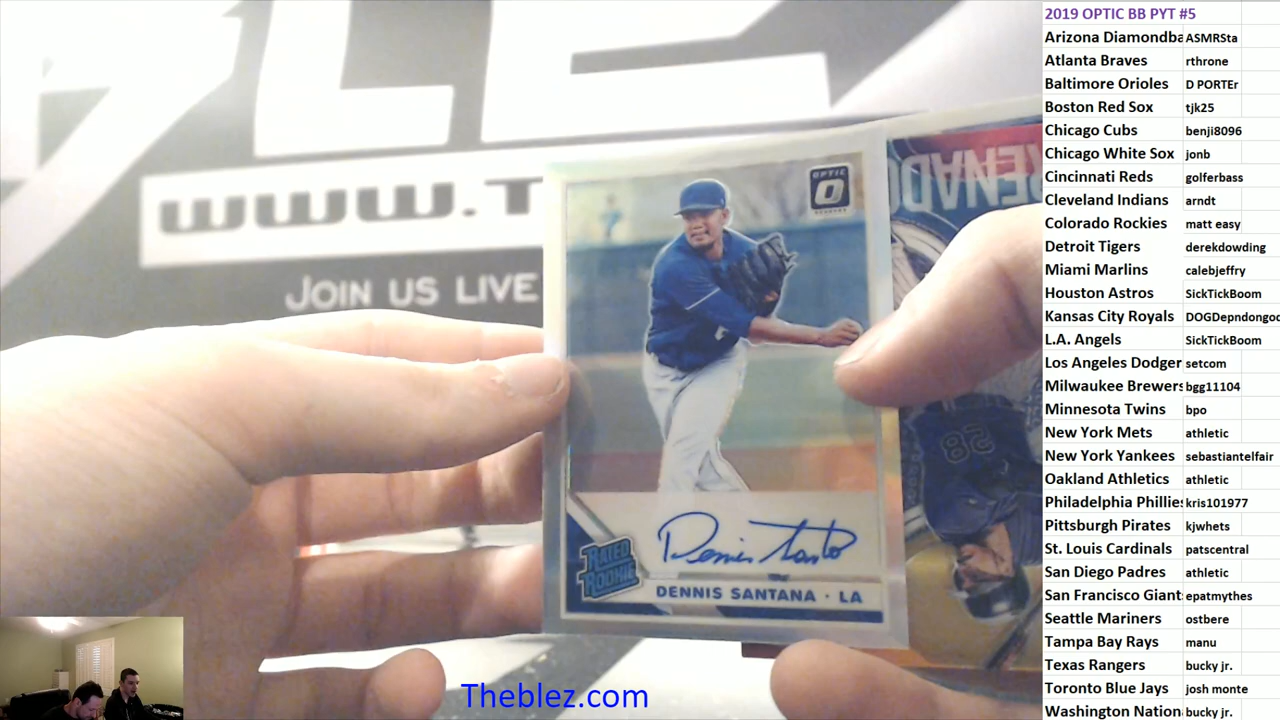 2019 OPTIC BB PYT #5
Arizona Diamondba ASMRSta
Atlanta Braves rthrone
Baltimore Orioles D PORTEr
Boston Red Sox tjk25
Chicago Cubs benji8096
Chicago White Sox jonb
Cincinnati Reds golferbass
Cleveland Indians arndt
Colorado Rockies matt easy
Detroit Tigers derekdowding
Miami Marlins calebjeffry
Houston Astros SickTickBoom
Kansas City Royals DOGDepndongod
L.A. Angels SickTickBoom
Los Angeles Dodger setcom
Milwaukee Brewers bgg11104
Minnesota Twins bpo
New York Mets athletic
New York Yankees sebastiantelfair
Oakland Athletics athletic
Philadelphia Phillies kris101977
Pittsburgh Pirates kjwhets
St. Louis Cardinals patscentral
San Diego Padres athletic
San Francisco Giants epatmythes
Seattle Mariners ostbere
Tampa Bay Rays manu
Texas Rangers bucky jr.
Toronto Blue Jays josh monte
Washington Nation bucky jr.
WWW.T
JOIN US LIVE
OPTIC
O
RATED
ROOKIE
Dennis Santa
DENNIS SANTANA · LA
ENAD
28
Theblez.com